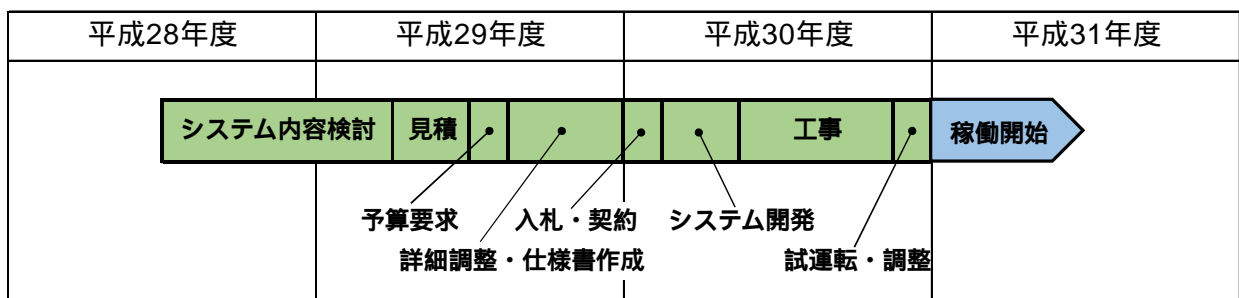 平成28年度 平成29年度 平成30年度 平成31年度
システム内容検討 見積 工事 稼働開始
予算要求 入札・契約 システム開発
詳細調整・仕様書作成 試運転・調整